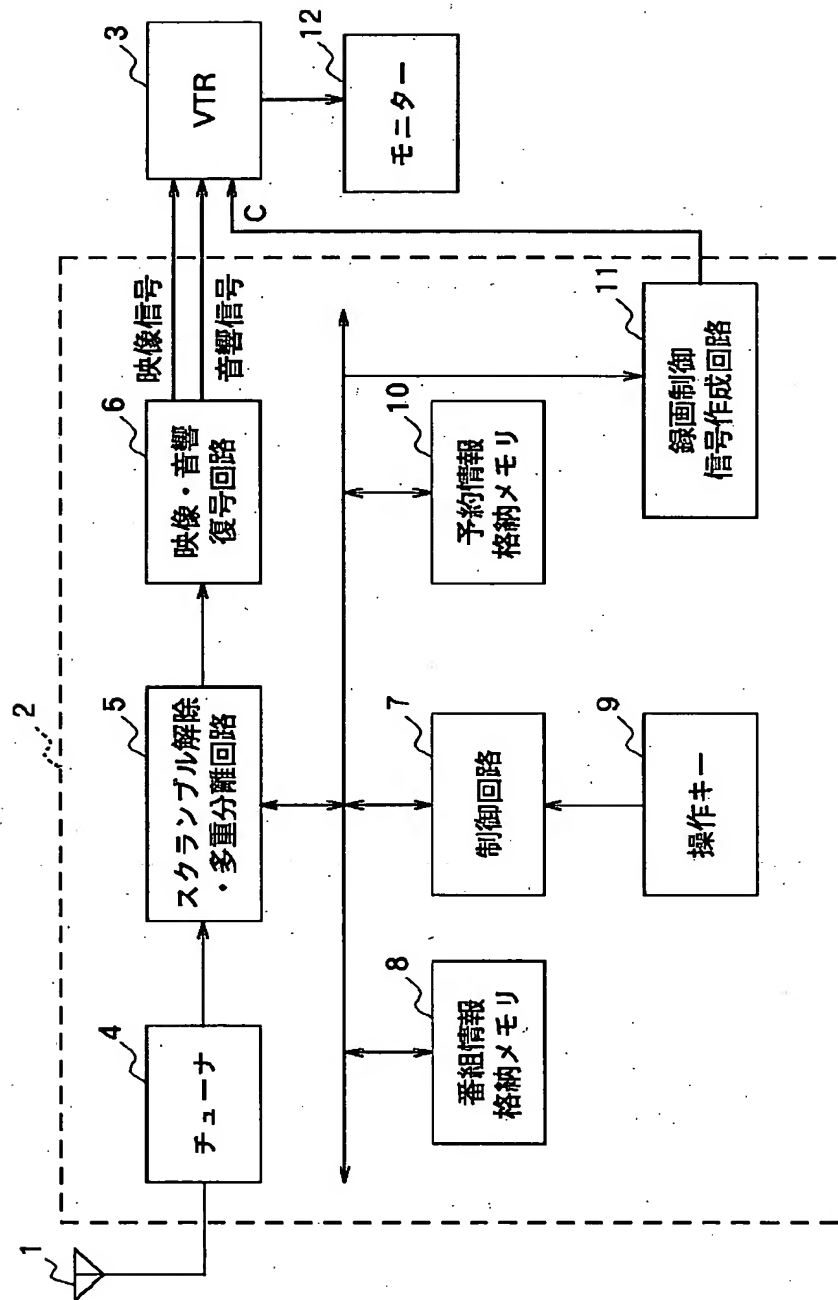 1
2
4
チューナ
5
スクランブル解除
・多重分離回路
6
映像・音響
復号回路
映像信号
音響信号
3
VTR
C
12
モニター
8
番組情報
格納メモリ
7
制御回路
9
操作キー
10
予約情報
格納メモリ
11
録画制御
信号作成回路